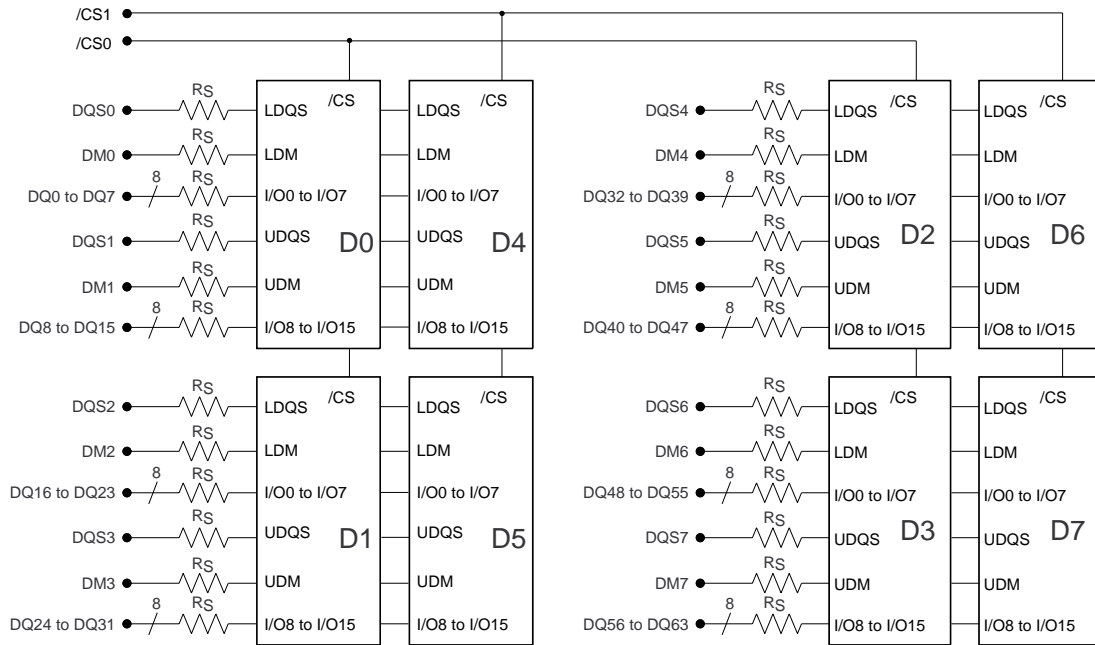 /CS1
/CS0
RS /CS /CS RS /CS /CS
DQS0 LDQS LDQS DQS4 LDQS LDQS
RS RS
DM0 LDM LDM DM4 LDM LDM
8 RS 8 RS
DQ0 to DQ7 I/O0 to I/O7 I/O0 to I/O7 DQ32 to DQ39 I/O0 to I/O7 I/O0 to I/O7
RS RS
DQS1 UDQS D0 UDQS D4 DQS5 UDQS D2 UDQS D6
RS RS
DM1 UDM UDM DM5 UDM UDM
8 RS 8 RS
DQ8 to DQ15 I/O8 to I/O15 I/O8 to I/O15 DQ40 to DQ47 I/O8 to I/O15 I/O8 to I/O15
RS /CS /CS RS /CS /CS
DQS2 LDQS LDQS DQS6 LDQS LDQS
RS RS
DM2 LDM LDM DM6 LDM LDM
8 RS 8 RS
DQ16 to DQ23 I/O0 to I/O7 I/O0 to I/O7 DQ48 to DQ55 I/O0 to I/O7 I/O0 to I/O7
RS RS
DQS3 UDQS D1 UDQS D5 DQS7 UDQS D3 UDQS D7
RS RS
DM3 UDM UDM DM7 UDM UDM
8 RS 8 RS
DQ24 to DQ31 I/O8 to I/O15 I/O8 to I/O15 DQ56 to DQ63 I/O8 to I/O15 I/O8 to I/O15